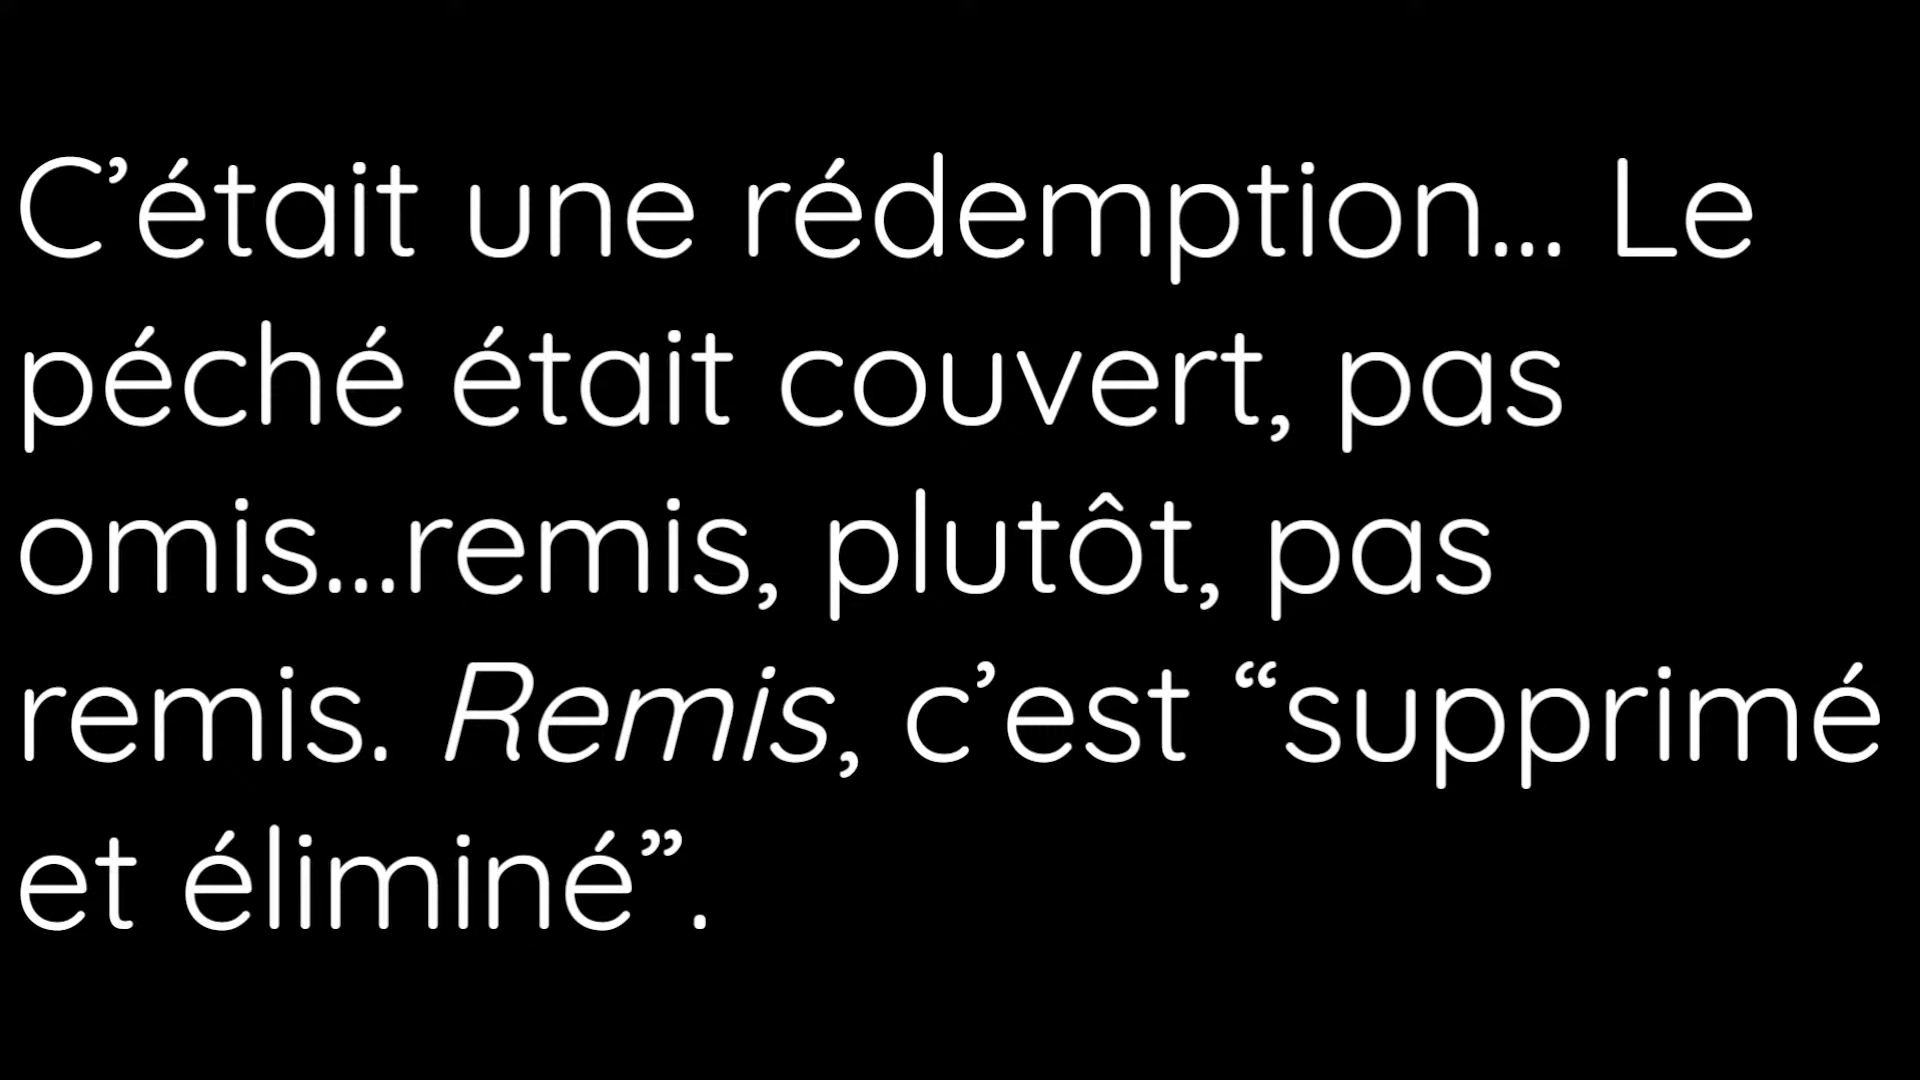 C’était une rédemption... Le
péché était couvert, pas
omis...remis, plutôt, pas
remis. Remis, c’est “supprimé
et éliminé”.